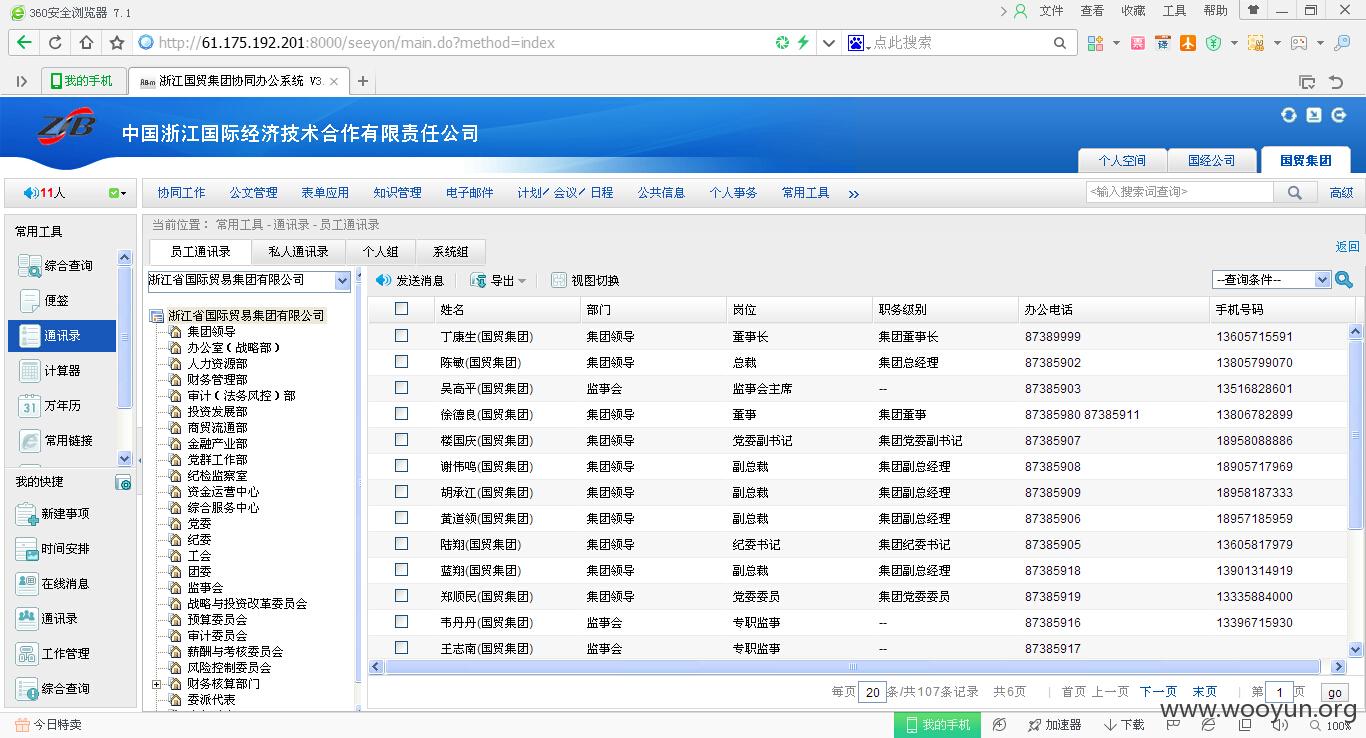 360安全浏览器 7.1 文件 查看 收藏 工具 帮助
http://61.175.192.201:8000/seeyon/main.do?method=index 点此搜索
我的手机 浙江国贸集团协同办公系统 V3.
中国浙江国际经济技术合作有限责任公司
个人空间 国经公司 国贸集团
11人 协同工作 公文管理 表单应用 知识管理 电子邮件 计划/会议/日程 公共信息 个人事务 常用工具 <输入搜索词查询> 高级
常用工具
综合查询
便签
通讯录
计算器
万年历
常用链接
我的快捷
新建事项
时间安排
在线消息
通讯录
工作管理
综合查询
当前位置： 常用工具 - 通讯录 - 员工通讯录
返回
员工通讯录 私人通讯录 个人组 系统组
浙江省国际贸易集团有限公司
浙江省国际贸易集团有限公司
集团领导
办公室（战略部）
人力资源部
财务管理部
审计（法务风控）部
投资发展部
商贸流通部
金融产业部
党群工作部
纪检监察室
资金运营中心
综合服务中心
党委
纪委
工会
团委
监事会
战略与投资改革委员会
预算委员会
审计委员会
薪酬与考核委员会
风险控制委员会
财务核算部门
委派代表
发送消息 导出 视图切换 --查询条件--
姓名 部门 岗位 职务级别 办公电话 手机号码
丁康生(国贸集团) 集团领导 董事长 集团董事长 87389999 13605715591
陈敏(国贸集团) 集团领导 总裁 集团总经理 87385902 13805799070
吴高平(国贸集团) 监事会 监事会主席 -- 87385903 13516828601
徐德良(国贸集团) 集团领导 董事 集团董事 87385980 87385911 13806782899
楼国庆(国贸集团) 集团领导 党委副书记 集团党委副书记 87385907 18958088886
谢伟鸣(国贸集团) 集团领导 副总裁 集团副总经理 87385908 18905717969
胡承江(国贸集团) 集团领导 副总裁 集团副总经理 87385909 18958187333
黄道领(国贸集团) 集团领导 副总裁 集团副总经理 87385906 18957185959
陆翔(国贸集团) 集团领导 纪委书记 集团纪委书记 87385905 13605817979
蓝翔(国贸集团) 集团领导 副总裁 集团副总经理 87385918 13901314919
郑顺民(国贸集团) 集团领导 党委委员 集团党委委员 87385919 13335884000
韦丹丹(国贸集团) 监事会 专职监事 -- 87385916 13396715930
王志南(国贸集团) 监事会 专职监事 -- 87385917
每页 20 条/共107条记录 共6页 首页 上一页 下一页 末页 第 1 页 go
www.wooyun.org
今日特卖 我的手机 加速器 下载 100%